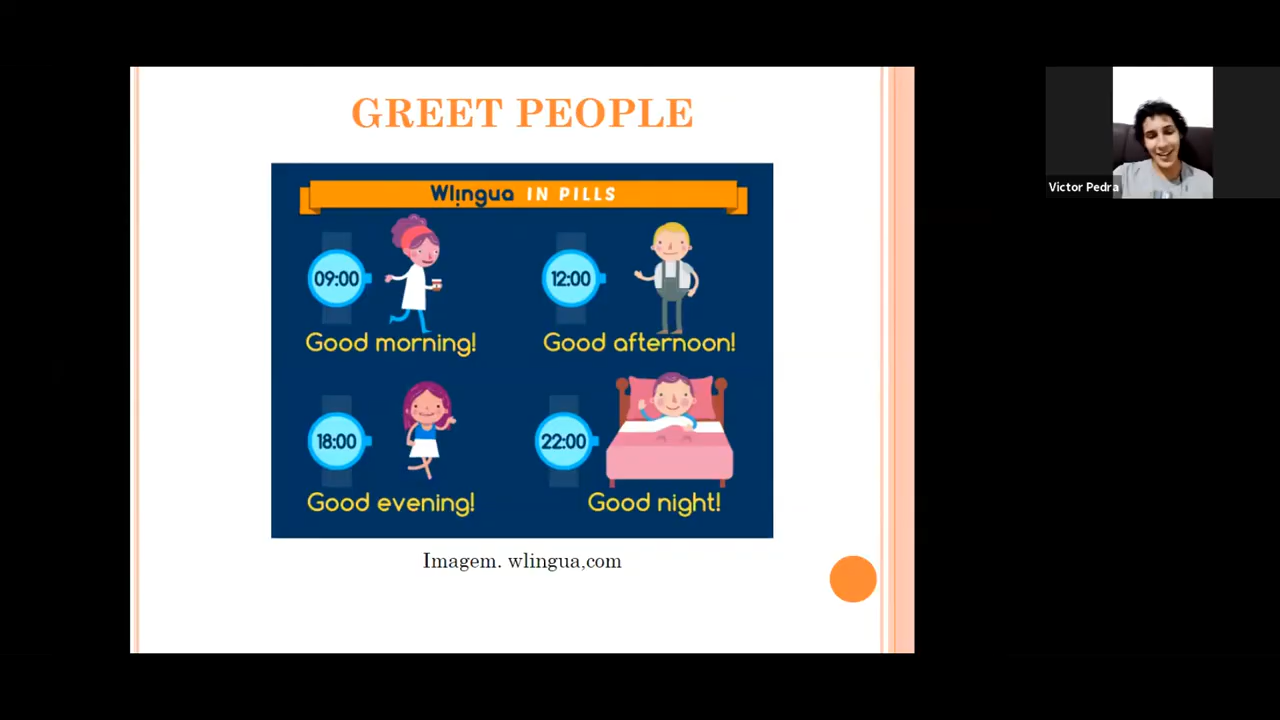 GREET PEOPLE
Wlingua IN PILLS
09:00
12:00
Good morning!
Good afternoon!
18:00
22:00
Good evening!
Good night!
Imagem. wlingua,com
Victor Pedra